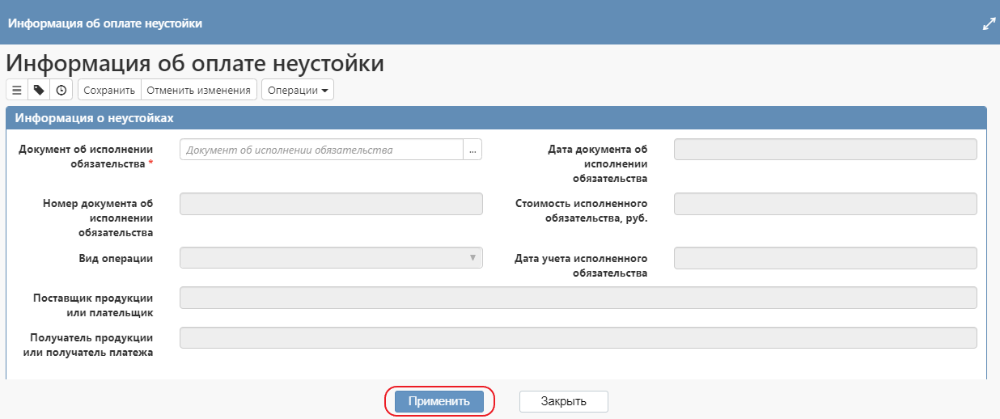 Информация об оплате неустойки
Информация об оплате неустойки
Сохранить Отменить изменения Операции
Информация о неустойках
Документ об исполнении
обязательства *
Документ об исполнении обязательства ...
Дата документа об
исполнении
обязательства
Номер документа об
исполнении
обязательства
Стоимость исполненного
обязательства, руб.
Вид операции
Дата учета исполненного
обязательства
Поставщик продукции
или плательщик
Получатель продукции
или получатель платежа
Применить Закрыть